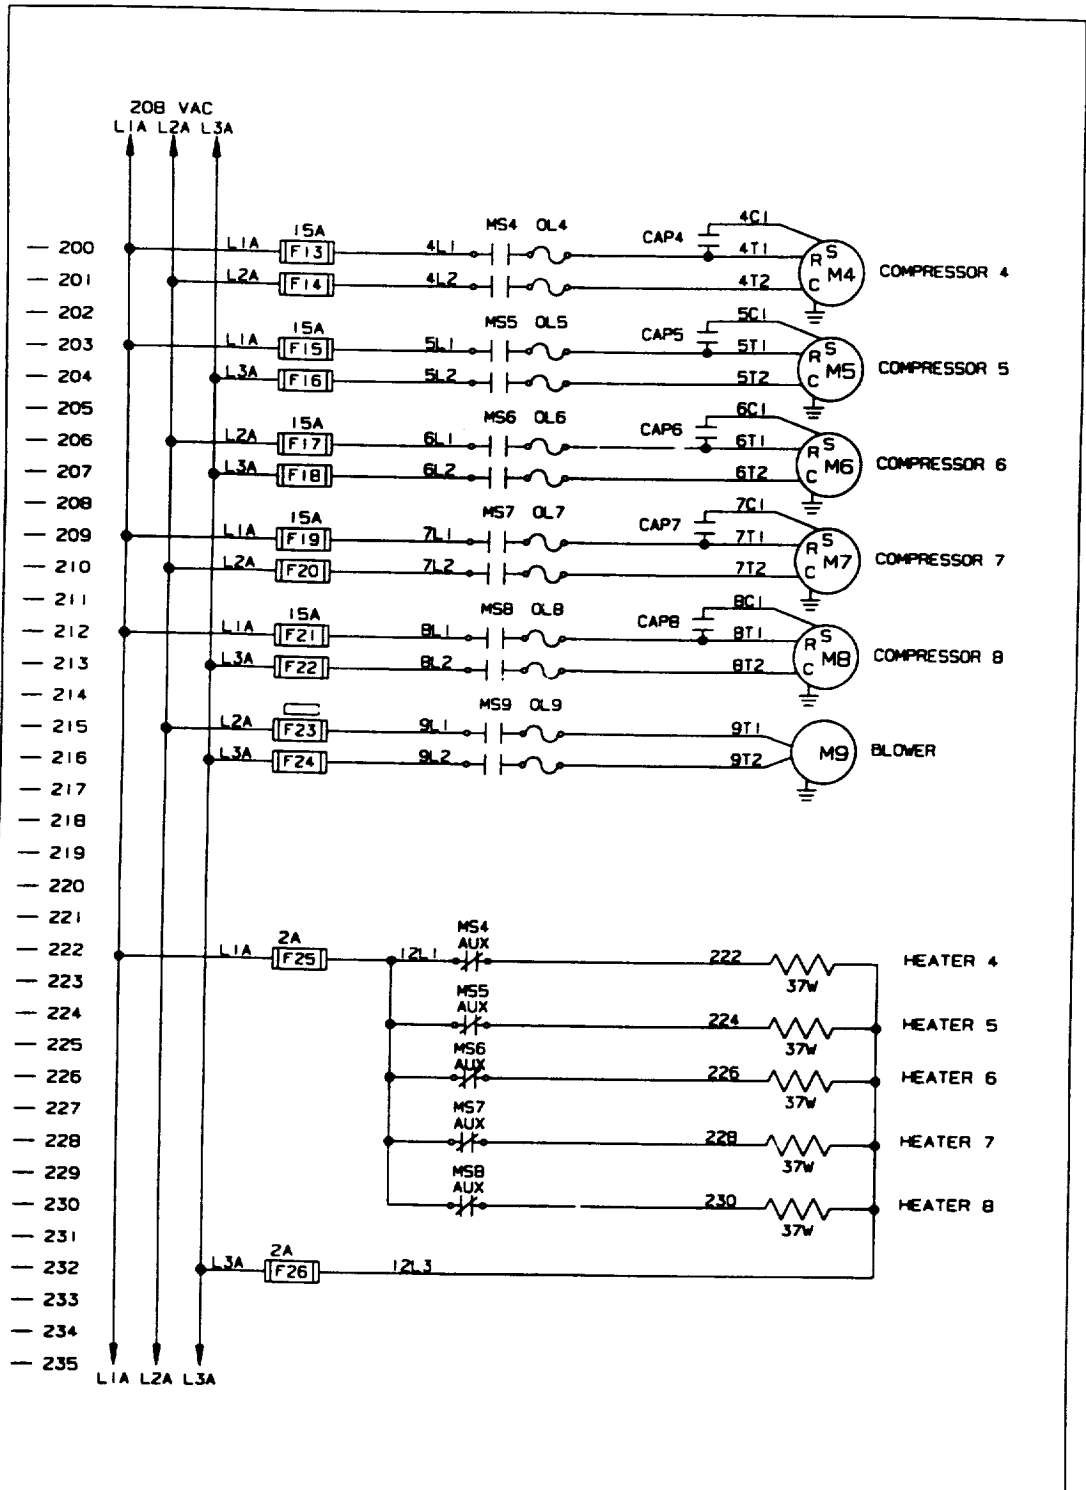 208 VAC
L1A L2A L3A
15A MS4 OL4 4C1
— 200 L1A F13 4L1 CAP4 4T1 R S
M4 COMPRESSOR 4
— 201 L2A F14 4L2 4T2 C
— 202 15A MS5 OL5 5C1
— 203 L1A F15 5L1 CAP5 5T1 R S
M5 COMPRESSOR 5
— 204 L3A F16 5L2 5T2 C
— 205 15A MS6 OL6 6C1
— 206 L2A F17 6L1 CAP6 6T1 R S
M6 COMPRESSOR 6
— 207 L3A F18 6L2 6T2 C
— 208 15A MS7 OL7 7C1
— 209 L1A F19 7L1 CAP7 7T1 R S
M7 COMPRESSOR 7
— 210 L2A F20 7L2 7T2 C
— 211 15A MS8 OL8 8C1
— 212 L1A F21 8L1 CAP8 8T1 R S
M8 COMPRESSOR 8
— 213 L3A F22 8L2 8T2 C
— 214 MS9 OL9
— 215 L2A F23 9L1 9T1
M9 BLOWER
— 216 L3A F24 9L2 9T2
— 217
— 218
— 219
— 220
— 221
2A MS4
AUX
— 222 L1A F25 12L1 222 HEATER 4
— 223 37W
MS5
AUX
— 224 224 HEATER 5
— 225 37W
MS6
AUX
— 226 226 HEATER 6
— 227 37W
MS7
AUX
— 228 228 HEATER 7
— 229 37W
MS8
AUX
— 230 230 HEATER 8
— 231 37W
2A
— 232 L3A F26 12L3
— 233
— 234
— 235
L1A L2A L3A